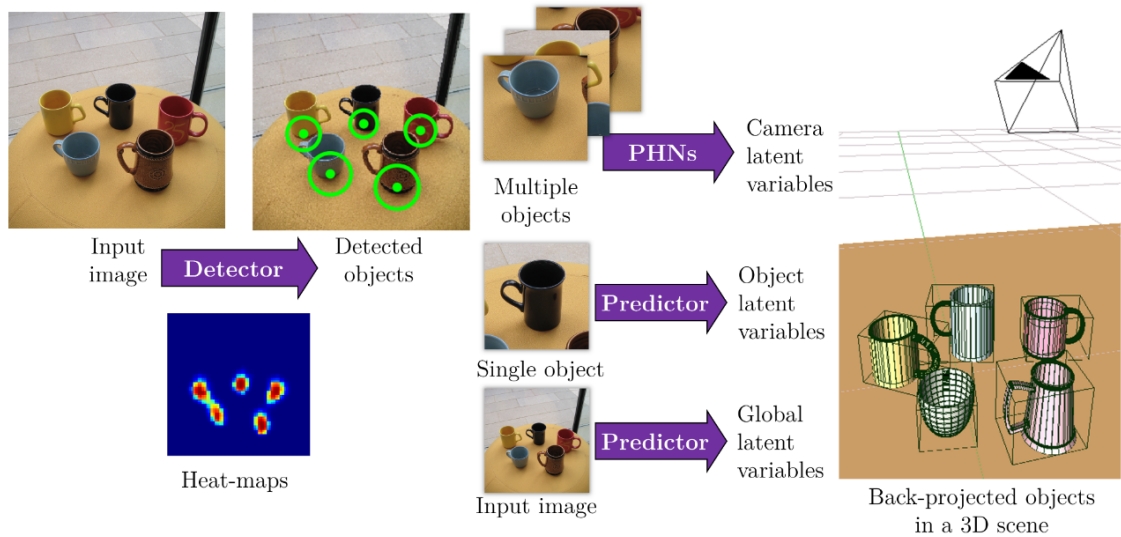 Input
image
Detector
Detected
objects
Heat-maps
Multiple
objects
PHNs
Camera
latent
variables
Single object
Predictor
Object
latent
variables
Input image
Predictor
Global
latent
variables
Back-projected objects
in a 3D scene